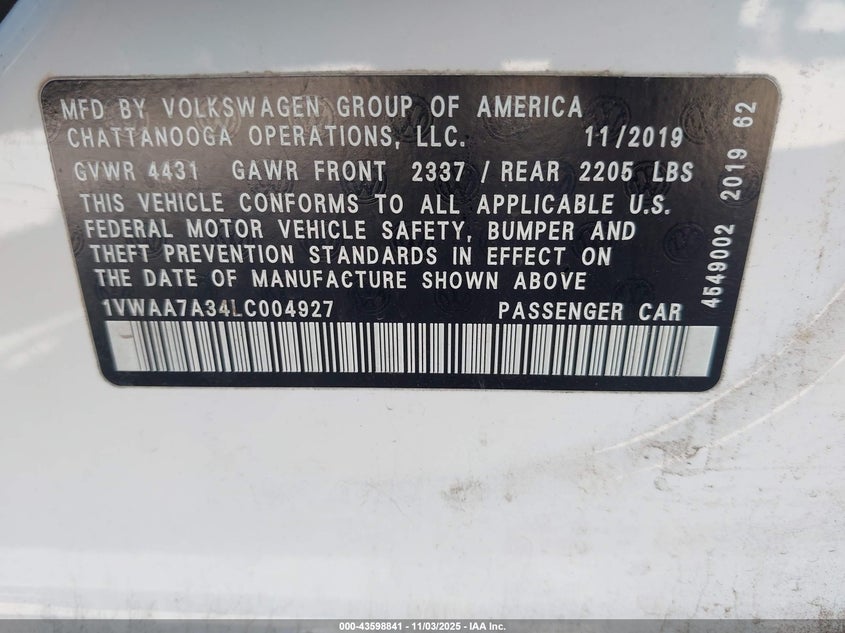 MFD BY VOLKSWAGEN GROUP OF AMERICA
CHATTANOOGA OPERATIONS, LLC. 11/2019
GVWR 4431 GAWR FRONT 2337 / REAR 2205 LBS
THIS VEHICLE CONFORMS TO ALL APPLICABLE U.S.
FEDERAL MOTOR VEHICLE SAFETY, BUMPER AND
THEFT PREVENTION STANDARDS IN EFFECT ON
THE DATE OF MANUFACTURE SHOWN ABOVE
1VWAA7A34LC004927 PASSENGER CAR
4549002 2019 62
000-43598841 - 11/03/2025 - IAA Inc.